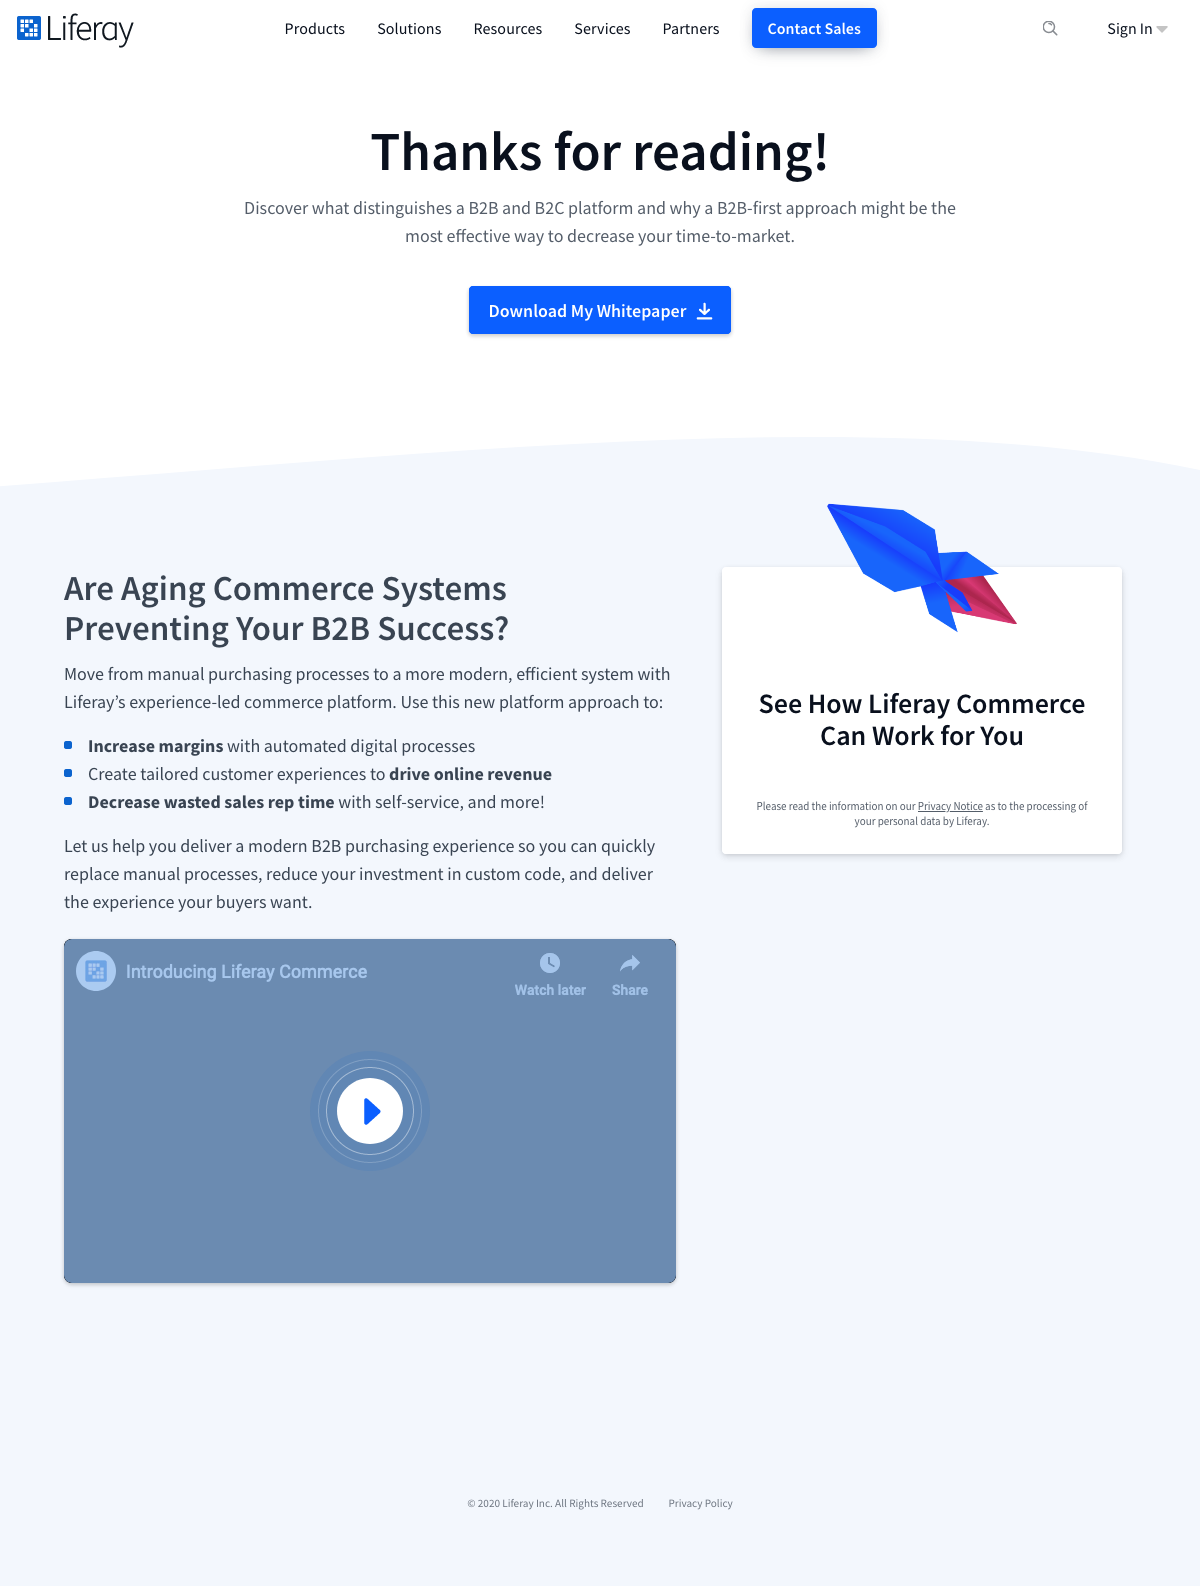 Liferay
Products
Solutions
Resources
Services
Partners
Contact Sales
Sign In
Thanks for reading!
Discover what distinguishes a B2B and B2C platform and why a B2B-first approach might be the
most effective way to decrease your time-to-market.
Download My Whitepaper
Are Aging Commerce Systems
Preventing Your B2B Success?
Move from manual purchasing processes to a more modern, efficient system with
Liferay’s experience-led commerce platform. Use this new platform approach to:
Increase margins with automated digital processes
Create tailored customer experiences to drive online revenue
Decrease wasted sales rep time with self-service, and more!
Let us help you deliver a modern B2B purchasing experience so you can quickly
replace manual processes, reduce your investment in custom code, and deliver
the experience your buyers want.
Introducing Liferay Commerce
Watch later
Share
See How Liferay Commerce
Can Work for You
Please read the information on our Privacy Notice as to the processing of
your personal data by Liferay.
© 2020 Liferay Inc. All Rights Reserved
Privacy Policy